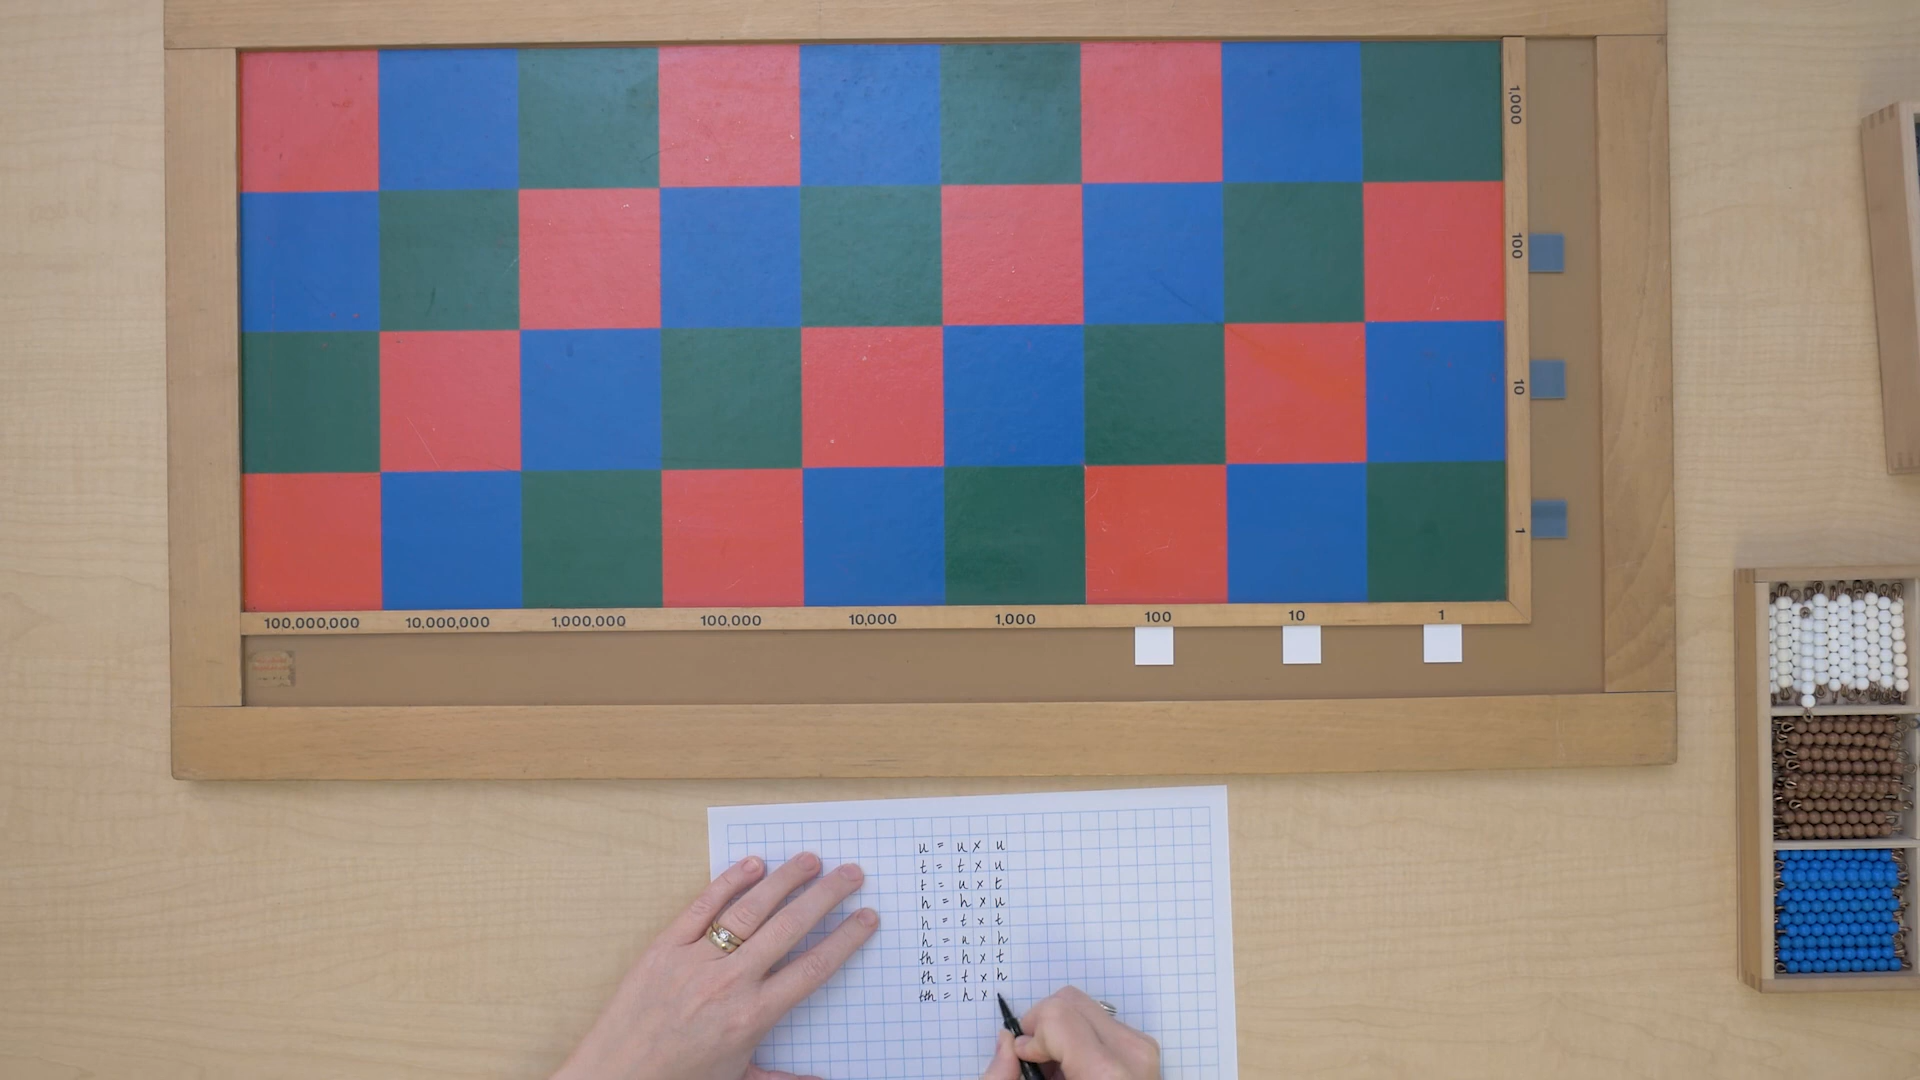 1,000
100
10
1
100,000,000 10,000,000 1,000,000 100,000 10,000 1,000 100 10 1
u = u x u
t = t x u
t = u x t
h = h x u
h = t x t
h = u x h
th = h x t
th = t x h
tth = h x